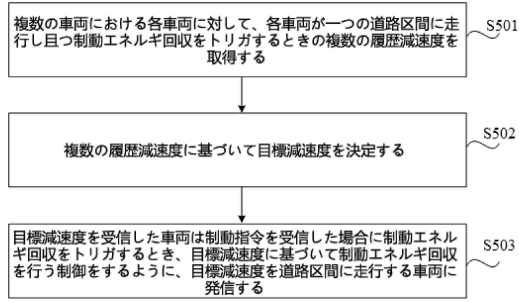 複数の車両における各車両に対して、各車両が一つの道路区間に走
行し且つ制動エネルギ回収をトリガするときの複数の履歴減速度を
取得する
S501
複数の履歴減速度に基づいて目標減速度を決定する
S502
目標減速度を受信した車両は制動指令を受信した場合に制動エネル
ギ回収をトリガするとき、目標減速度に基づいて制動エネルギ回収
を行う制御をするように、目標減速度を道路区間に走行する車両に
発信する
S503